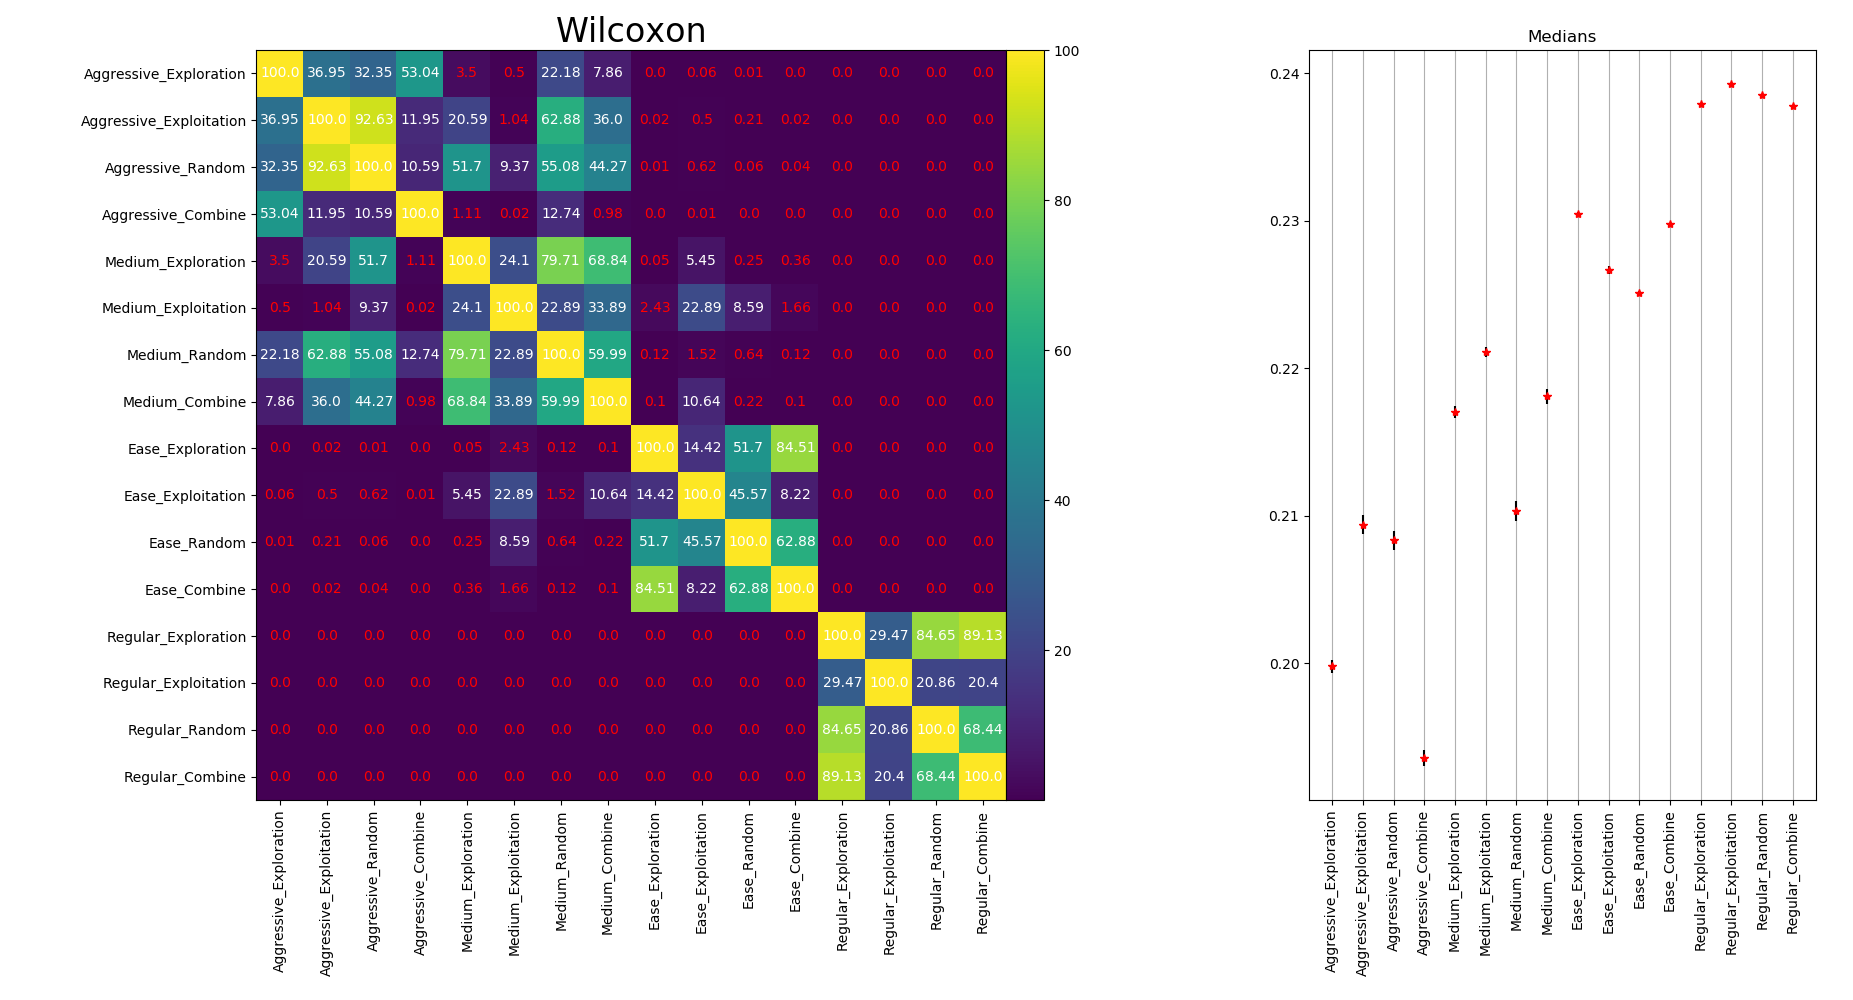 Wilcoxon
Aggressive_Exploration 100.0 36.95 32.35 53.04 3.5 0.5 22.18 7.86 0.0 0.06 0.01 0.0 0.0 0.0 0.0 0.0
Aggressive_Exploitation 36.95 100.0 92.63 11.95 20.59 1.04 62.88 36.0 0.02 0.5 0.21 0.02 0.0 0.0 0.0 0.0
Aggressive_Random 32.35 92.63 100.0 10.59 51.7 9.37 55.08 44.27 0.01 0.62 0.06 0.04 0.0 0.0 0.0 0.0
Aggressive_Combine 53.04 11.95 10.59 100.0 1.11 0.02 12.74 0.98 0.0 0.01 0.0 0.0 0.0 0.0 0.0 0.0
Medium_Exploration 3.5 20.59 51.7 1.11 100.0 24.1 79.71 68.84 0.05 5.45 0.25 0.36 0.0 0.0 0.0 0.0
Medium_Exploitation 0.5 1.04 9.37 0.02 24.1 100.0 22.89 33.89 2.43 22.89 8.59 1.66 0.0 0.0 0.0 0.0
Medium_Random 22.18 62.88 55.08 12.74 79.71 22.89 100.0 59.99 0.12 1.52 0.64 0.12 0.0 0.0 0.0 0.0
Medium_Combine 7.86 36.0 44.27 0.98 68.84 33.89 59.99 100.0 0.1 10.64 0.22 0.1 0.0 0.0 0.0 0.0
Ease_Exploration 0.0 0.02 0.01 0.0 0.05 2.43 0.12 0.1 100.0 14.42 51.7 84.51 0.0 0.0 0.0 0.0
Ease_Exploitation 0.06 0.5 0.62 0.01 5.45 22.89 1.52 10.64 14.42 100.0 45.57 8.22 0.0 0.0 0.0 0.0
Ease_Random 0.01 0.21 0.06 0.0 0.25 8.59 0.64 0.22 51.7 45.57 100.0 62.88 0.0 0.0 0.0 0.0
Ease_Combine 0.0 0.02 0.04 0.0 0.36 1.66 0.12 0.1 84.51 8.22 62.88 100.0 0.0 0.0 0.0 0.0
Regular_Exploration 0.0 0.0 0.0 0.0 0.0 0.0 0.0 0.0 0.0 0.0 0.0 0.0 100.0 29.47 84.65 89.13
Regular_Exploitation 0.0 0.0 0.0 0.0 0.0 0.0 0.0 0.0 0.0 0.0 0.0 0.0 29.47 100.0 20.86 20.4
Regular_Random 0.0 0.0 0.0 0.0 0.0 0.0 0.0 0.0 0.0 0.0 0.0 0.0 84.65 20.86 100.0 68.44
Regular_Combine 0.0 0.0 0.0 0.0 0.0 0.0 0.0 0.0 0.0 0.0 0.0 0.0 89.13 20.4 68.44 100.0
Aggressive_Exploration
Aggressive_Exploitation
Aggressive_Random
Aggressive_Combine
Medium_Exploration
Medium_Exploitation
Medium_Random
Medium_Combine
Ease_Exploration
Ease_Exploitation
Ease_Random
Ease_Combine
Regular_Exploration
Regular_Exploitation
Regular_Random
Regular_Combine
100
80
60
40
20
Medians
0.24
0.23
0.22
0.21
0.20
Aggressive_Exploration
Aggressive_Exploitation
Aggressive_Random
Aggressive_Combine
Medium_Exploration
Medium_Exploitation
Medium_Random
Medium_Combine
Ease_Exploration
Ease_Exploitation
Ease_Random
Ease_Combine
Regular_Exploration
Regular_Exploitation
Regular_Random
Regular_Combine